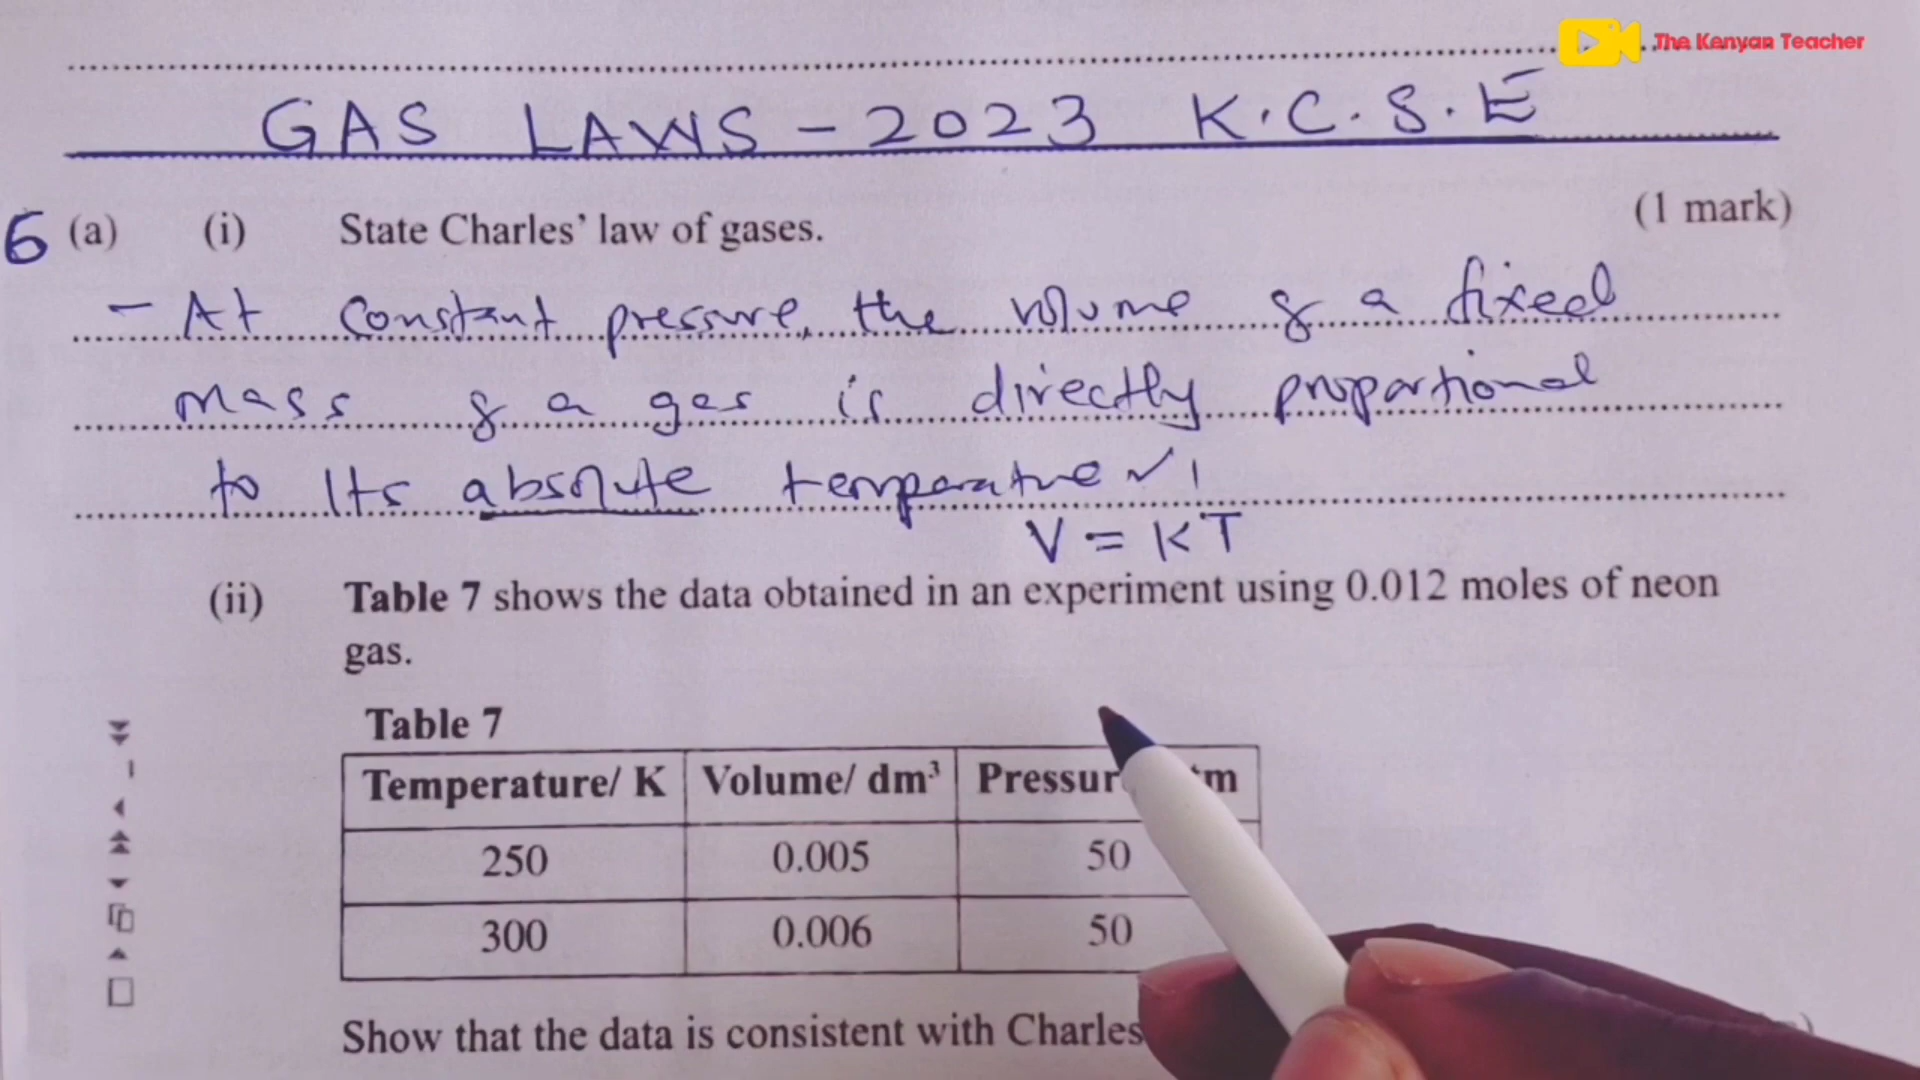 The Kenyan Teacher
GAS LAWS - 2023 K.C.S.E
6 (a) (i) State Charles' law of gases. (1 mark)
- At constant pressure, the volume of a fixed
mass of a gas is directly proportional
to its absolute temperature ✓1
V = KT
(ii) Table 7 shows the data obtained in an experiment using 0.012 moles of neon
gas.
Table 7
Temperature/ K Volume/ dm³ Pressur tm
250 0.005 50
300 0.006 50
Show that the data is consistent with Charles